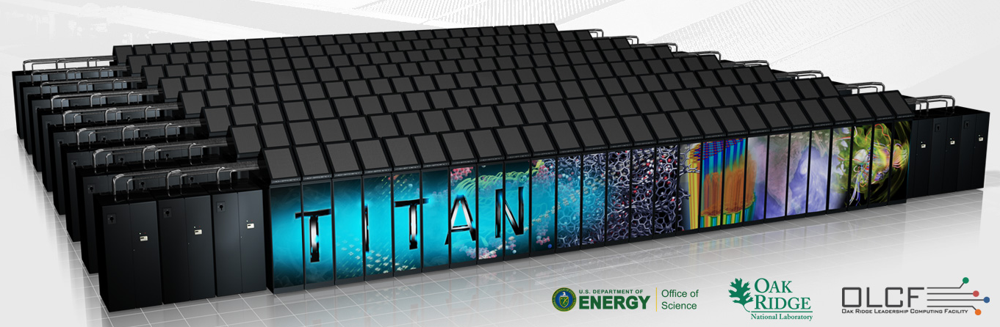 TITAN
U.S. DEPARTMENT OF
ENERGY
Office of
Science
OAK
RIDGE
National Laboratory
OLCF
OAK RIDGE LEADERSHIP COMPUTING FACILITY